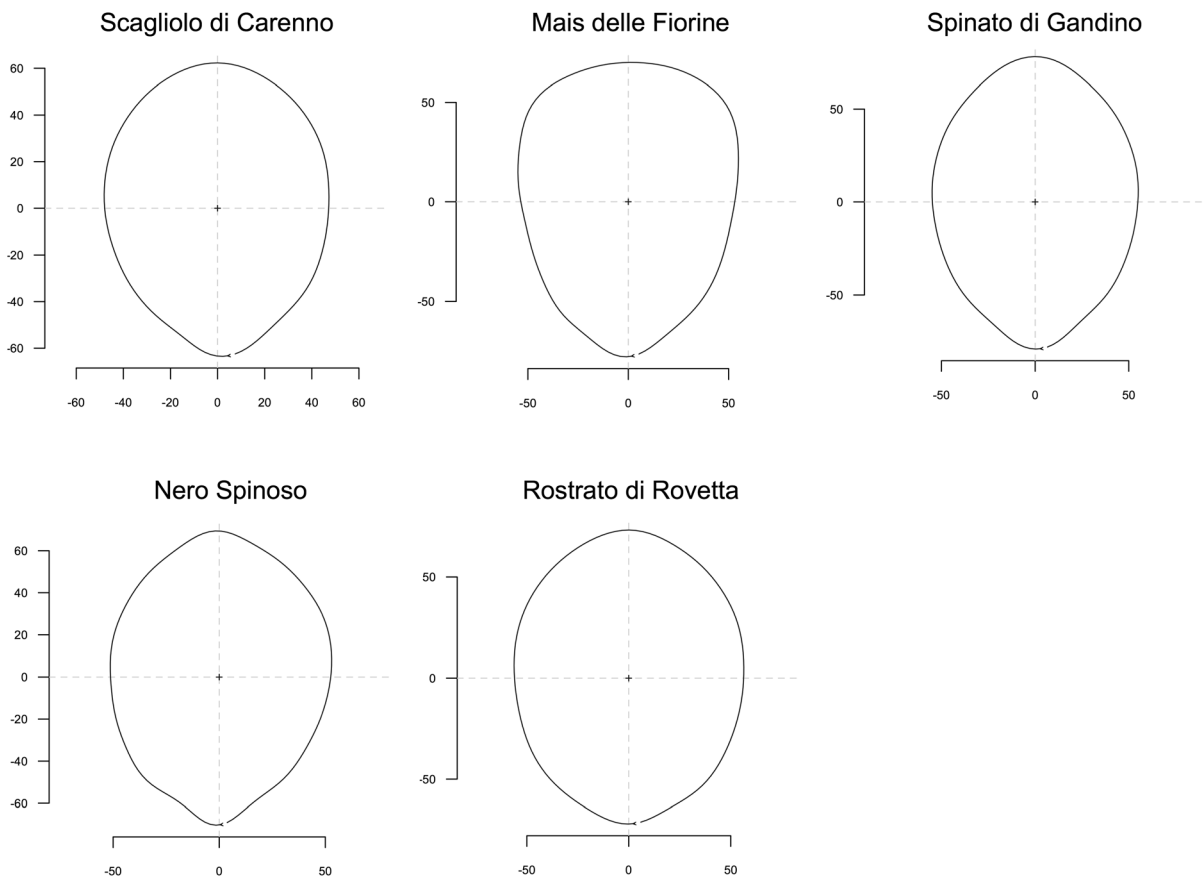 Scagliolo di Carenno
Mais delle Fiorine
Spinato di Gandino
60
40
20
0
-20
-40
-60
-60 -40 -20 0 20 40 60
50
0
-50
-50 0 50
50
0
-50
-50 0 50
Nero Spinoso
Rostrato di Rovetta
60
40
20
0
-20
-40
-60
-50 0 50
50
0
-50
-50 0 50